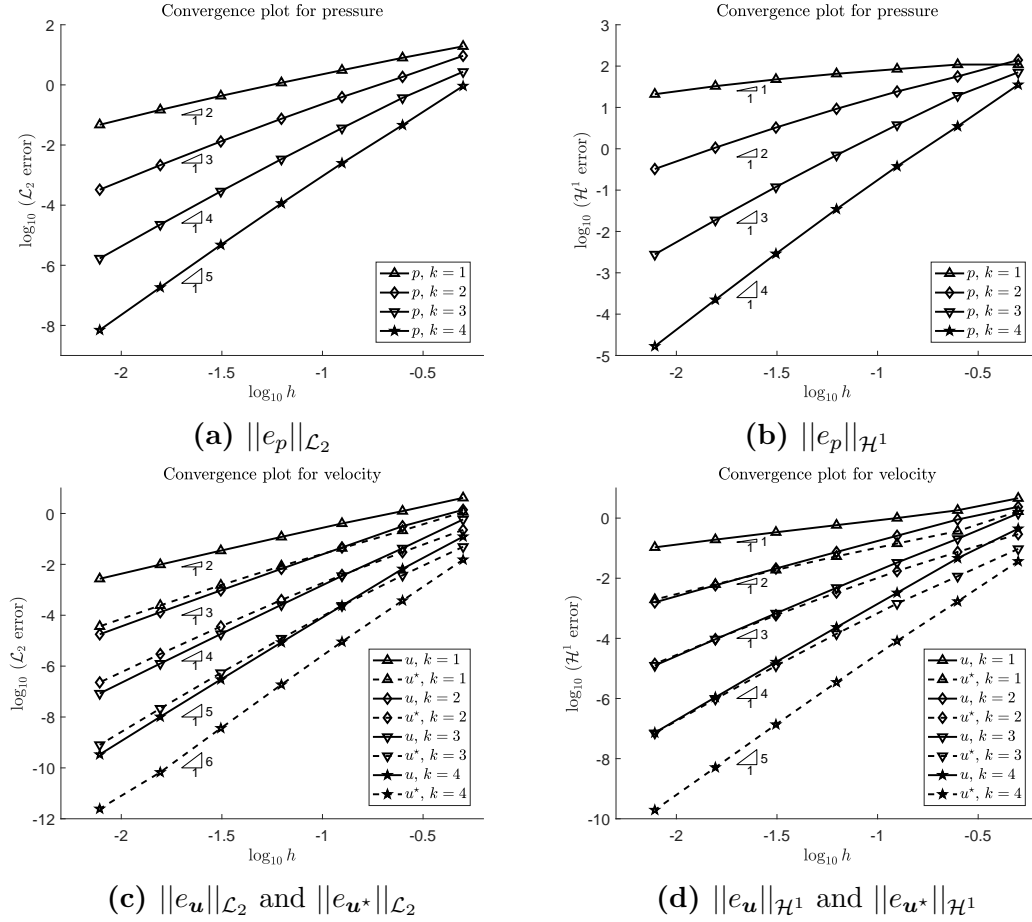 Convergence plot for pressure
log₁₀ (𝓛₂ error)
2
0
-2
-4
-6
-8
2
1
3
1
4
1
5
1
p, k = 1
p, k = 2
p, k = 3
p, k = 4
-2
-1.5
-1
-0.5
log₁₀ h
(a) ||eₚ||𝓛₂
Convergence plot for pressure
log₁₀ (𝓗¹ error)
3
2
1
0
-1
-2
-3
-4
-5
1
1
2
1
3
1
4
1
p, k = 1
p, k = 2
p, k = 3
p, k = 4
-2
-1.5
-1
-0.5
log₁₀ h
(b) ||eₚ||𝓗¹
Convergence plot for velocity
log₁₀ (𝓛₂ error)
0
-2
-4
-6
-8
-10
-12
2
1
3
1
4
1
5
1
6
1
u, k = 1
u⋆, k = 1
u, k = 2
u⋆, k = 2
u, k = 3
u⋆, k = 3
u, k = 4
u⋆, k = 4
-2
-1.5
-1
-0.5
log₁₀ h
(c) ||e𝒖||𝓛₂ and ||e𝒖⋆||𝓛₂
Convergence plot for velocity
log₁₀ (𝓗¹ error)
0
-2
-4
-6
-8
-10
1
1
2
1
3
1
4
1
5
1
u, k = 1
u⋆, k = 1
u, k = 2
u⋆, k = 2
u, k = 3
u⋆, k = 3
u, k = 4
u⋆, k = 4
-2
-1.5
-1
-0.5
log₁₀ h
(d) ||e𝒖||𝓗¹ and ||e𝒖⋆||𝓗¹